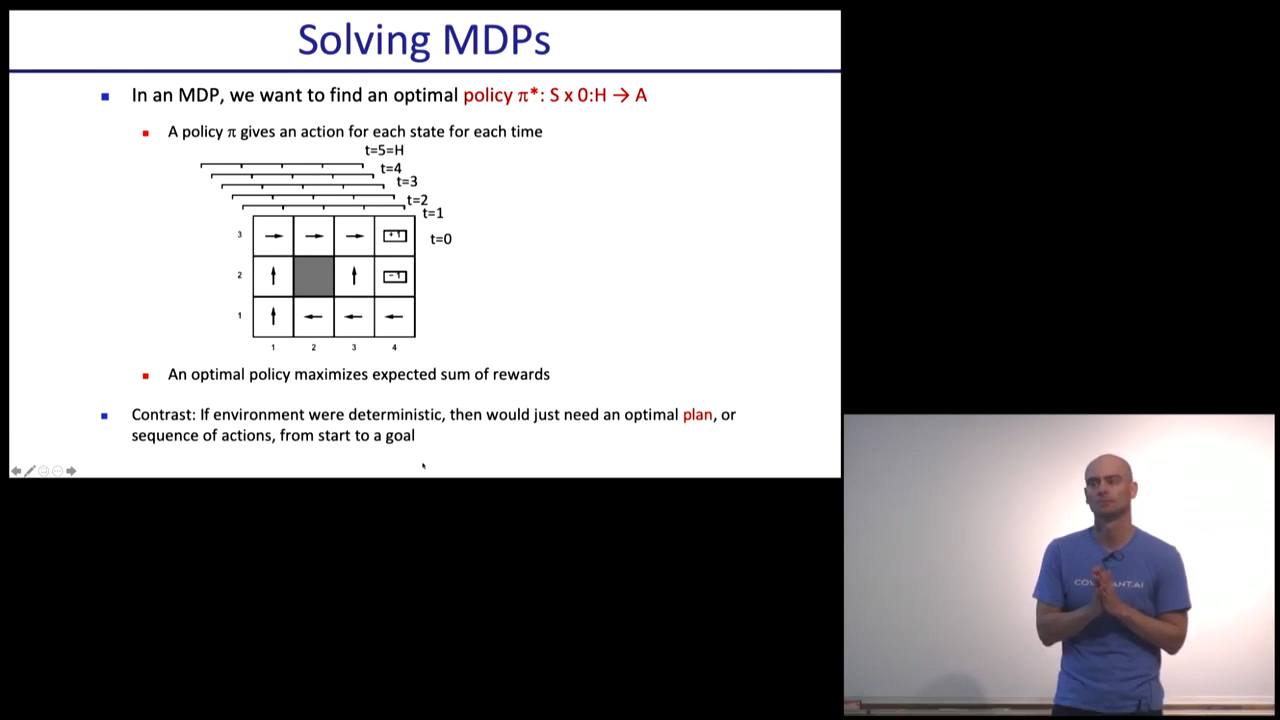 Solving MDPs
In an MDP, we want to find an optimal policy π*: S x 0:H → A
A policy π gives an action for each state for each time
t=5=H
t=4
t=3
t=2
t=1
3
+1
t=0
2
-1
1
1 2 3 4
An optimal policy maximizes expected sum of rewards
Contrast: If environment were deterministic, then would just need an optimal plan, or
sequence of actions, from start to a goal